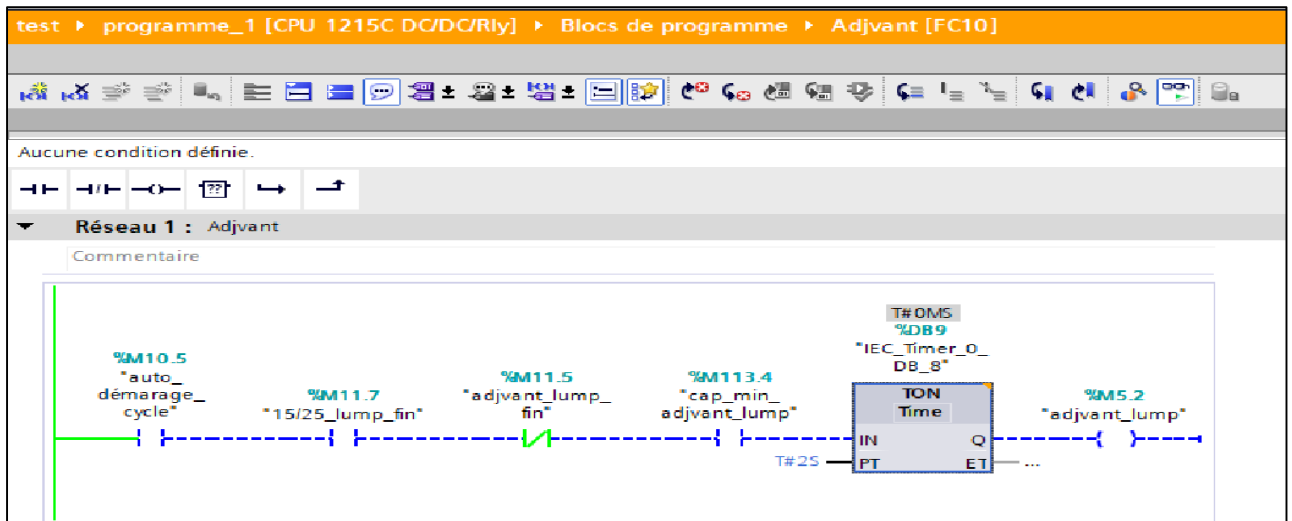 test ▸ programme_1 [CPU 1215C DC/DC/Rly] ▸ Blocs de programme ▸ Adjvant [FC10]
Aucune condition définie.
??
Réseau 1 : Adjvant
Commentaire
%M10.5
"auto_
démarage_
cycle"
%M11.7
"15/25_lump_fin"
%M11.5
"adjvant_lump_
fin"
%M113.4
"cap_min_
adjvant_lump"
T#0MS
%DB9
"IEC_Timer_0_
DB_8"
TON
Time
IN
Q
T#2S
PT
ET
...
%M5.2
"adjvant_lump"